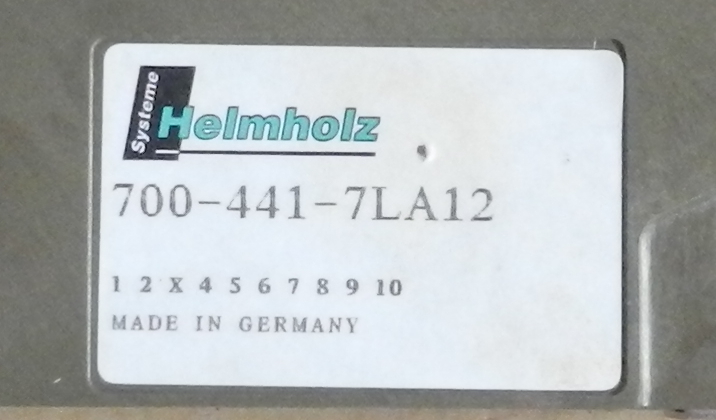 Systeme
Helmholz
700-441-7LA12
1 2 X 4 5 6 7 8 9 10
MADE IN GERMANY